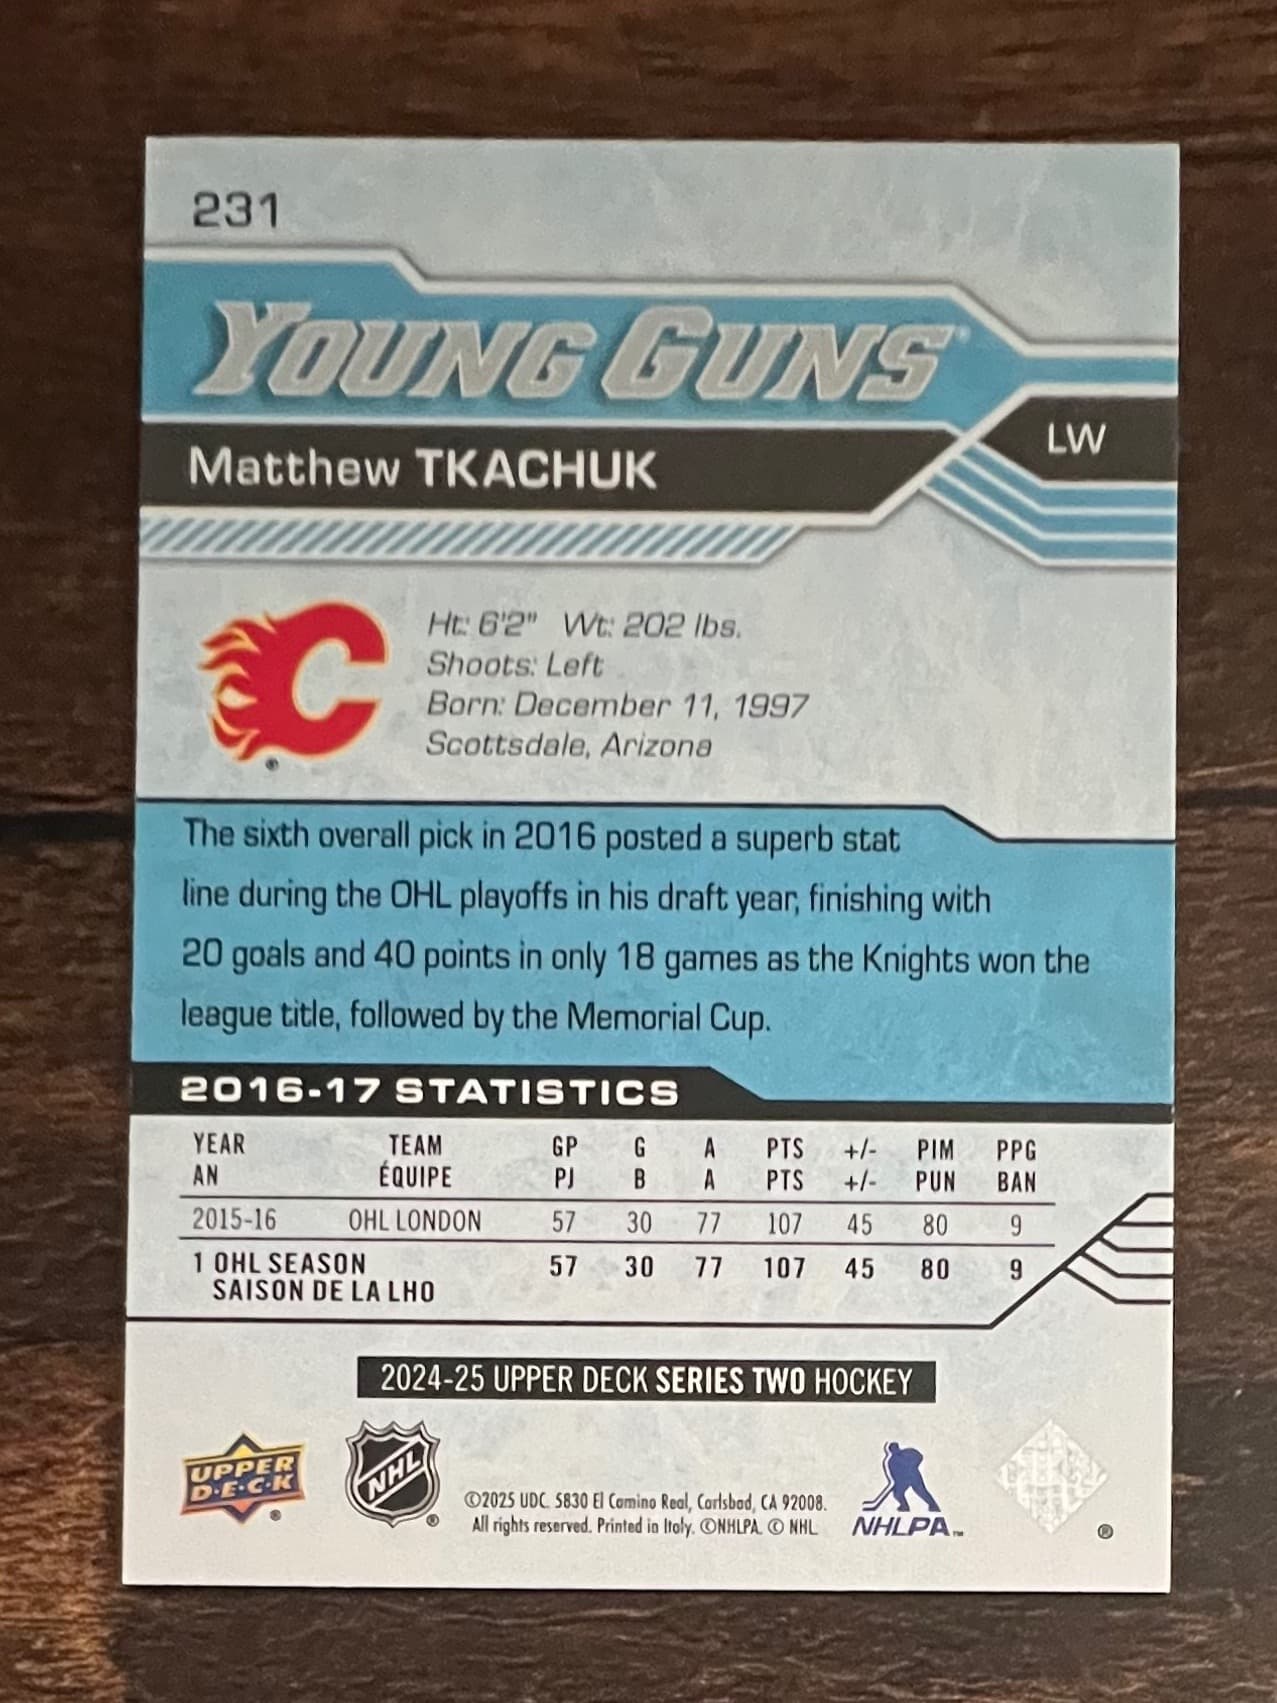 231
YOUNG GUNS
Matthew TKACHUK
LW
Ht: 6'2" Wt: 202 lbs.
Shoots: Left
Born: December 11, 1997
Scottsdale, Arizona
The sixth overall pick in 2016 posted a superb stat
line during the OHL playoffs in his draft year, finishing with
20 goals and 40 points in only 18 games as the Knights won the
league title, followed by the Memorial Cup.
2016-17 STATISTICS
YEAR TEAM GP G A PTS +/- PIM PPG
AN ÉQUIPE PJ B A PTS +/- PUN BAN
2015-16 OHL LONDON 57 30 77 107 45 80 9
1 OHL SEASON 57 30 77 107 45 80 9
SAISON DE LA LHO
2024-25 UPPER DECK SERIES TWO HOCKEY
UPPER
D·E·C·K ®
NHL ®
©2025 UDC. 5830 El Camino Real, Carlsbad, CA 92008.
All rights reserved. Printed in Italy. ©NHLPA. © NHL
NHLPA™
®